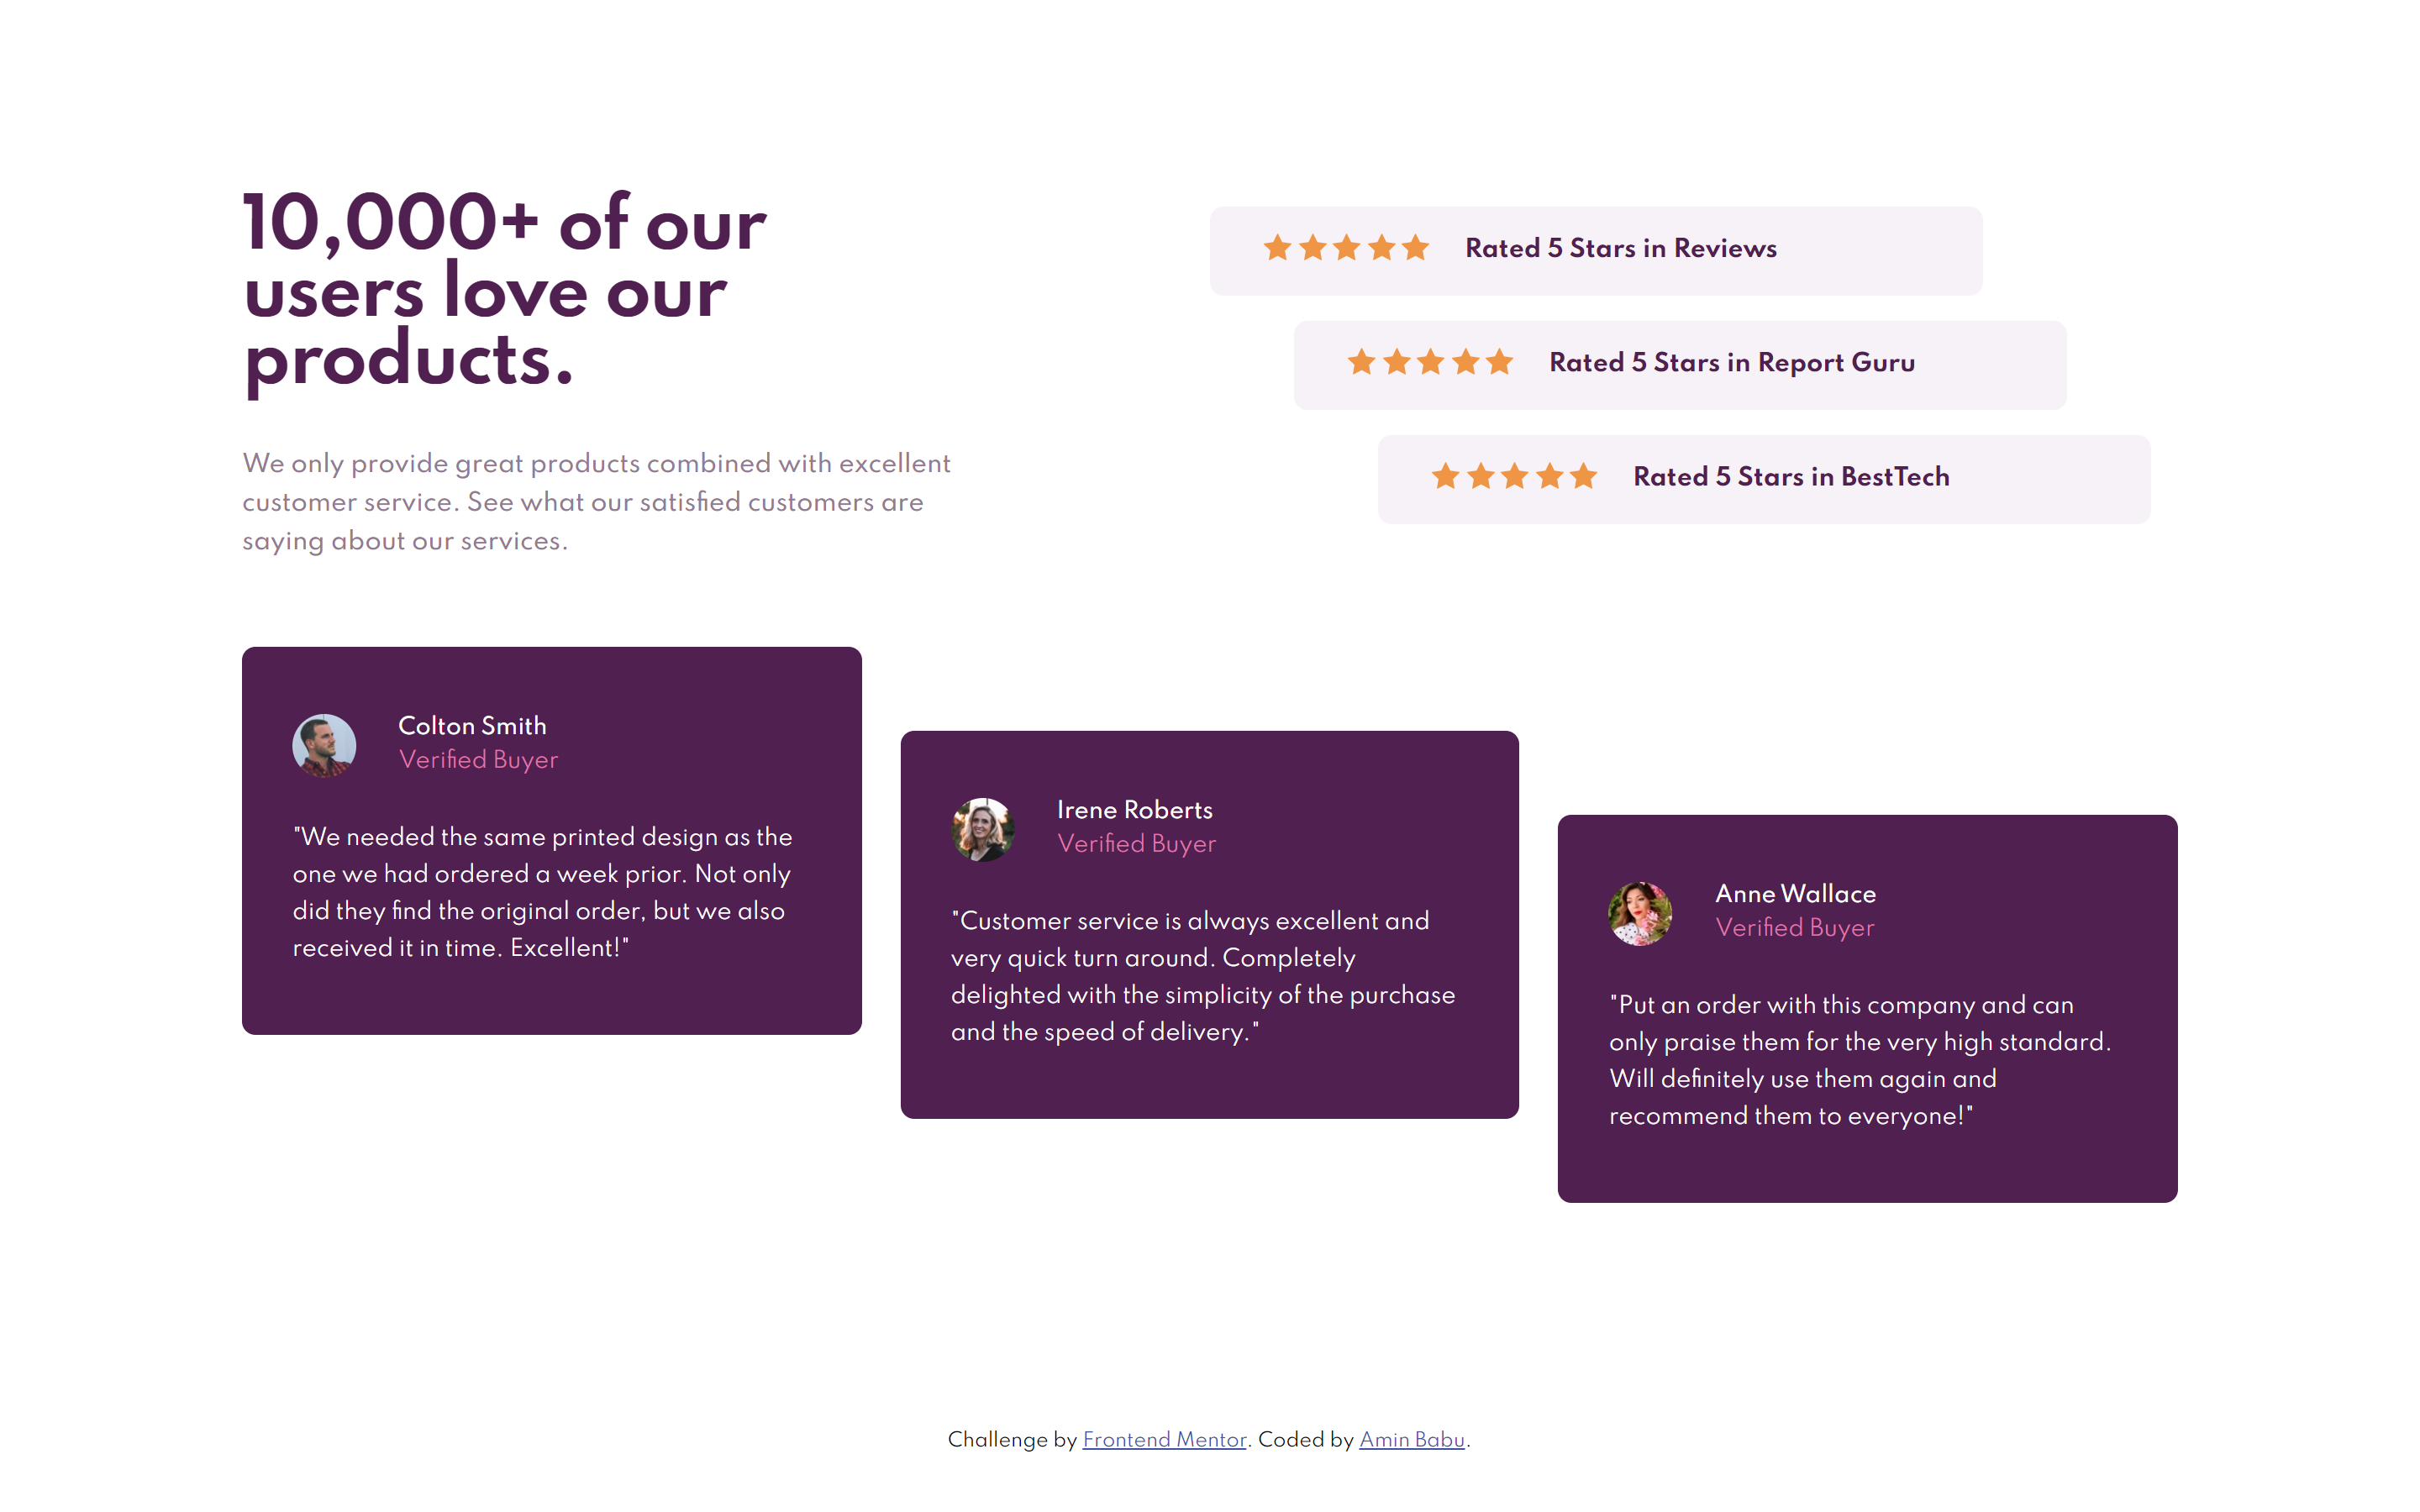 10,000+ of our
users love our
products.
We only provide great products combined with excellent
customer service. See what our satisfied customers are
saying about our services.
Rated 5 Stars in Reviews
Rated 5 Stars in Report Guru
Rated 5 Stars in BestTech
Colton Smith
Verified Buyer
"We needed the same printed design as the
one we had ordered a week prior. Not only
did they find the original order, but we also
received it in time. Excellent!"
Irene Roberts
Verified Buyer
"Customer service is always excellent and
very quick turn around. Completely
delighted with the simplicity of the purchase
and the speed of delivery."
Anne Wallace
Verified Buyer
"Put an order with this company and can
only praise them for the very high standard.
Will definitely use them again and
recommend them to everyone!"
Challenge by Frontend Mentor. Coded by Amin Babu.